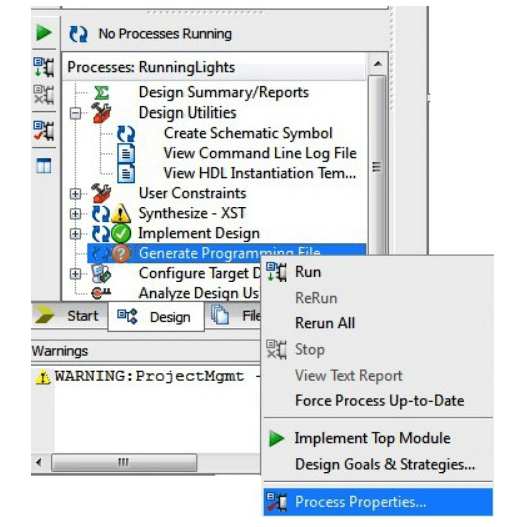 No Processes Running
Processes: RunningLights
Design Summary/Reports
Design Utilities
Create Schematic Symbol
View Command Line Log File
View HDL Instantiation Tem...
User Constraints
Synthesize - XST
Implement Design
Generate Programming File
Configure Target D
Analyze Design Us
Start
Design
File
Warnings
WARNING:ProjectMgmt -
Run
ReRun
Rerun All
Stop
View Text Report
Force Process Up-to-Date
Implement Top Module
Design Goals & Strategies...
Process Properties...